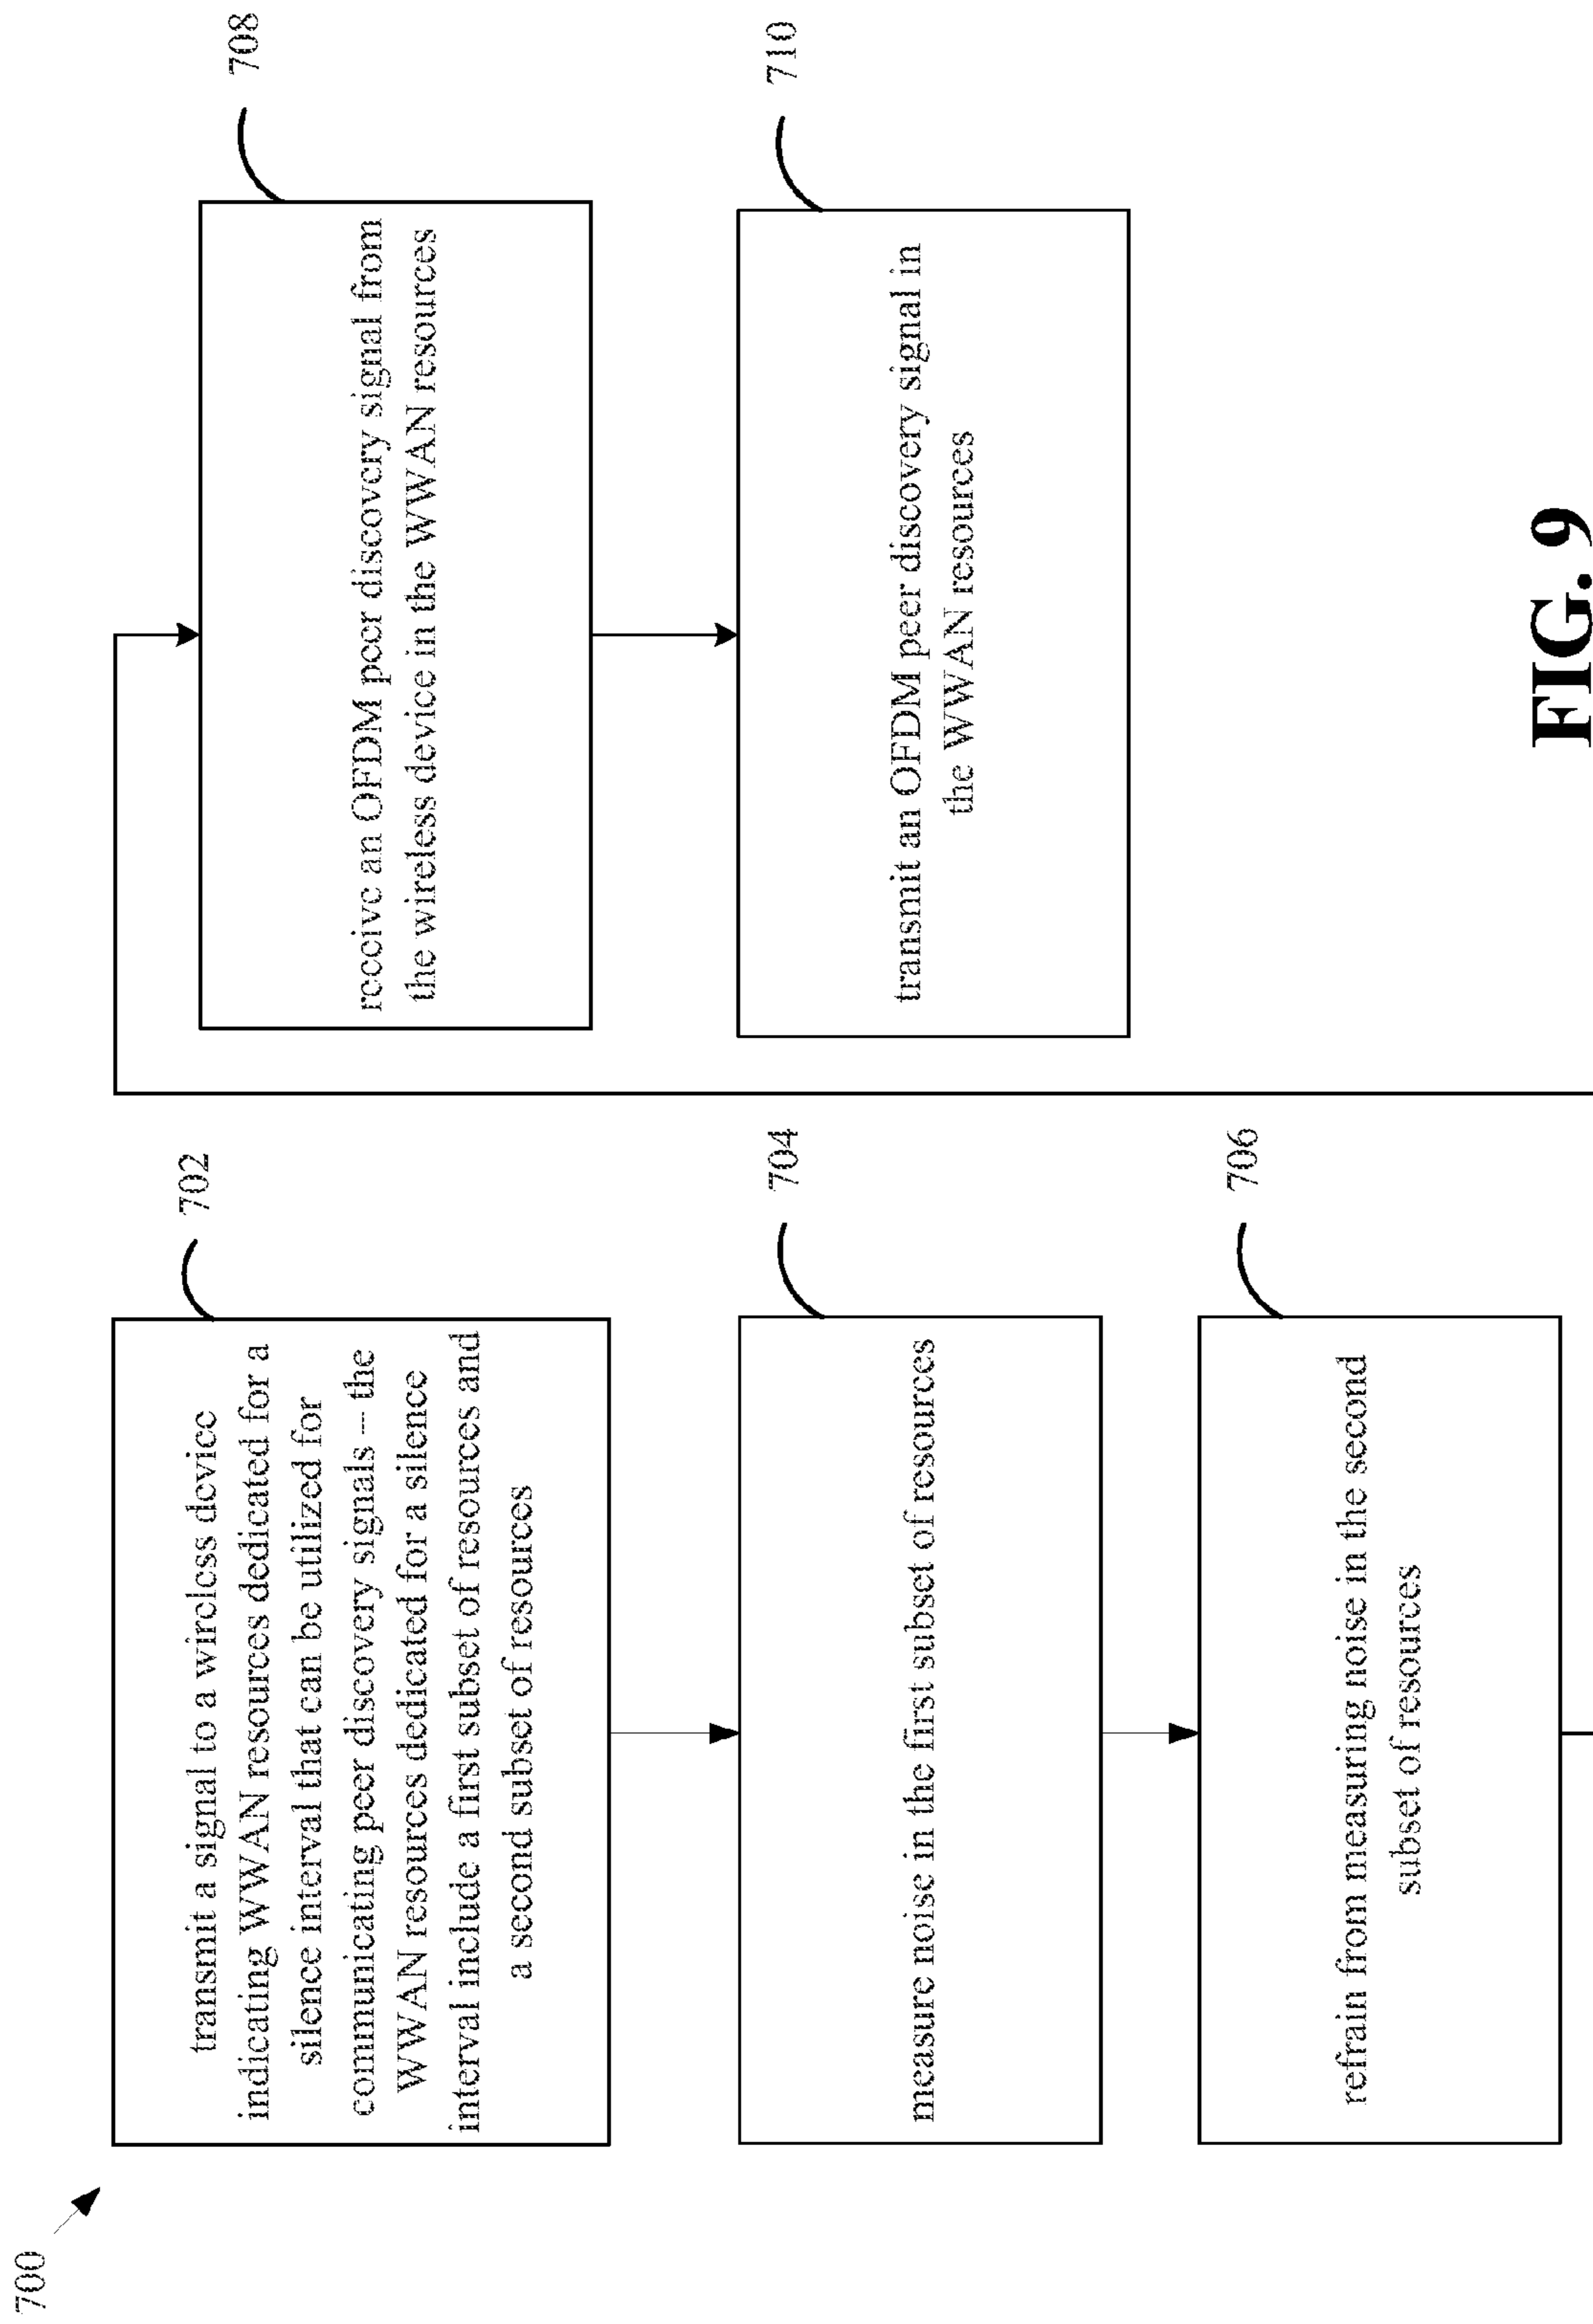 700
702
transmit a signal to a wireless device
indicating WWAN resources dedicated for a
silence interval that can be utilized for
communicating peer discovery signals – the
WWAN resources dedicated for a silence
interval include a first subset of resources and
a second subset of resources
704
measure noise in the first subset of resources
706
refrain from measuring noise in the second
subset of resources
708
receive an OFDM peer discovery signal from
the wireless device in the WWAN resources
710
transmit an OFDM peer discovery signal in
the WWAN resources
FIG. 9